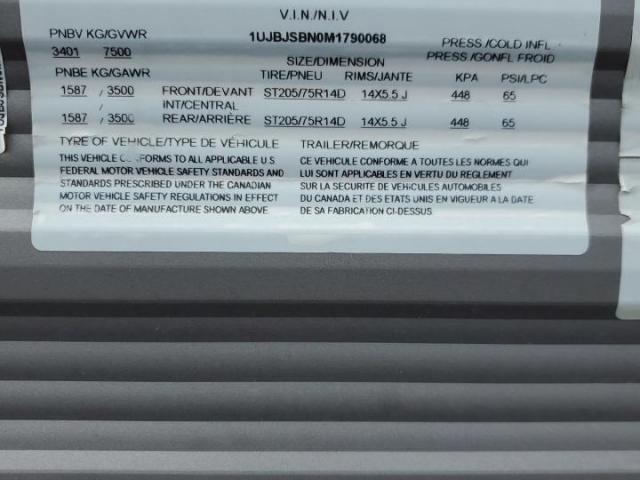 V.I.N./N.I.V
PNBV KG/GVWR 1UJBJSBN0M1790068 PRESS./COLD INFL
3401 7500 SIZE/DIMENSION PRESS./GONFL FROID
PNBE KG/GAWR TIRE/PNEU RIMS/JANTE KPA PSI/LPC
1587 / 3500 FRONT/DEVANT ST205/75R14D 14X5.5 J 448 65
INT/CENTRAL
1587 / 3500 REAR/ARRIÈRE ST205/75R14D 14X5.5 J 448 65
TYPE OF VEHICLE/TYPE DE VÉHICULE TRAILER/REMORQUE
THIS VEHICLE CONFORMS TO ALL APPLICABLE U.S
FEDERAL MOTOR VEHICLE SAFETY STANDARDS AND
STANDARDS PRESCRIBED UNDER THE CANADIAN
MOTOR VEHICLE SAFETY REGULATIONS IN EFFECT
ON THE DATE OF MANUFACTURE SHOWN ABOVE.
CE VEHICULE CONFORME A TOUTES LES NORMES QUI
LUI SONT APPLICABLES EN VERTU DU REGLEMENT
SUR LA SECURITE DE VEHICULES AUTOMOBILES
DU CANADA ET DES ETATS UNIS EN VIGUEUR A LA DATE
DE SA FABRICATION CI-DESSUS